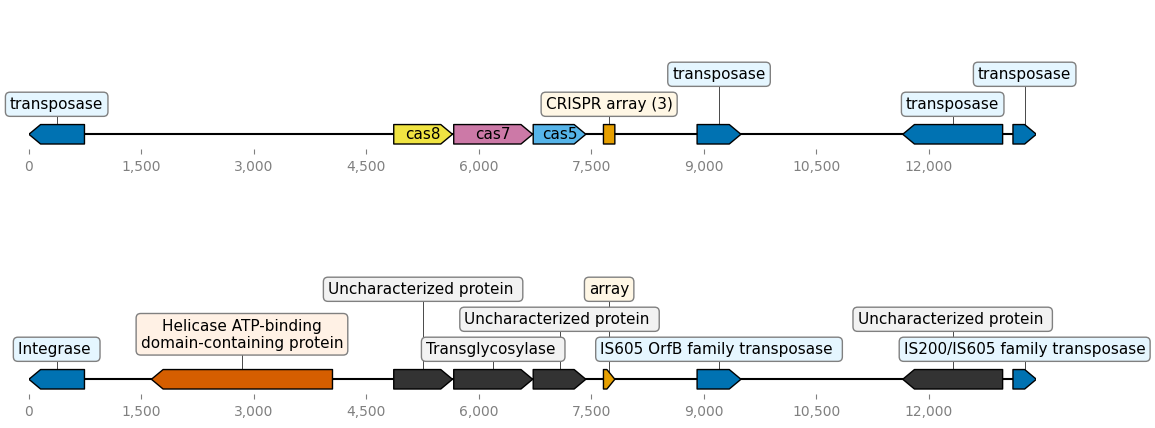 transposase
transposase
transposase
CRISPR array (3)
transposase
cas8
cas7
cas5
0
1,500
3,000
4,500
6,000
7,500
9,000
10,500
12,000
Uncharacterized protein
array
Uncharacterized protein
Uncharacterized protein
Helicase ATP-binding
domain-containing protein
Integrase
Transglycosylase
IS605 OrfB family transposase
IS200/IS605 family transposase
0
1,500
3,000
4,500
6,000
7,500
9,000
10,500
12,000